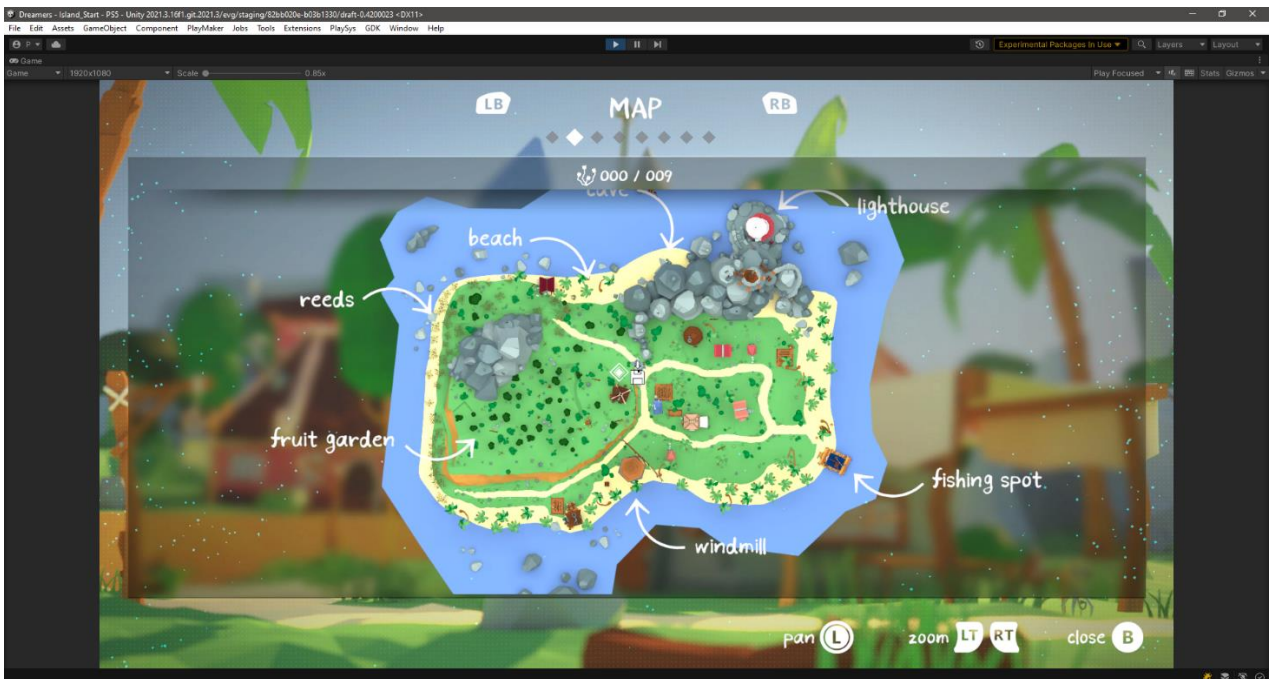 Dreamers - Island_Start - PS5 - Unity 2021.3.16f1.git.2021.3/evg/staging/82bb020e-b03b1330/draft-0.4200023 <DX11>
File Edit Assets GameObject Component PlayMaker Jobs Tools Extensions PlaySys GDK Window Help
P Experimental Packages In Use Layers Layout
Game
Game 1920x1080 Scale 0.85x Play Focused Stats Gizmos
LB MAP RB
000 / 009
cave
lighthouse
beach
reeds
fruit garden
fishing spot
windmill
pan L zoom LT RT close B